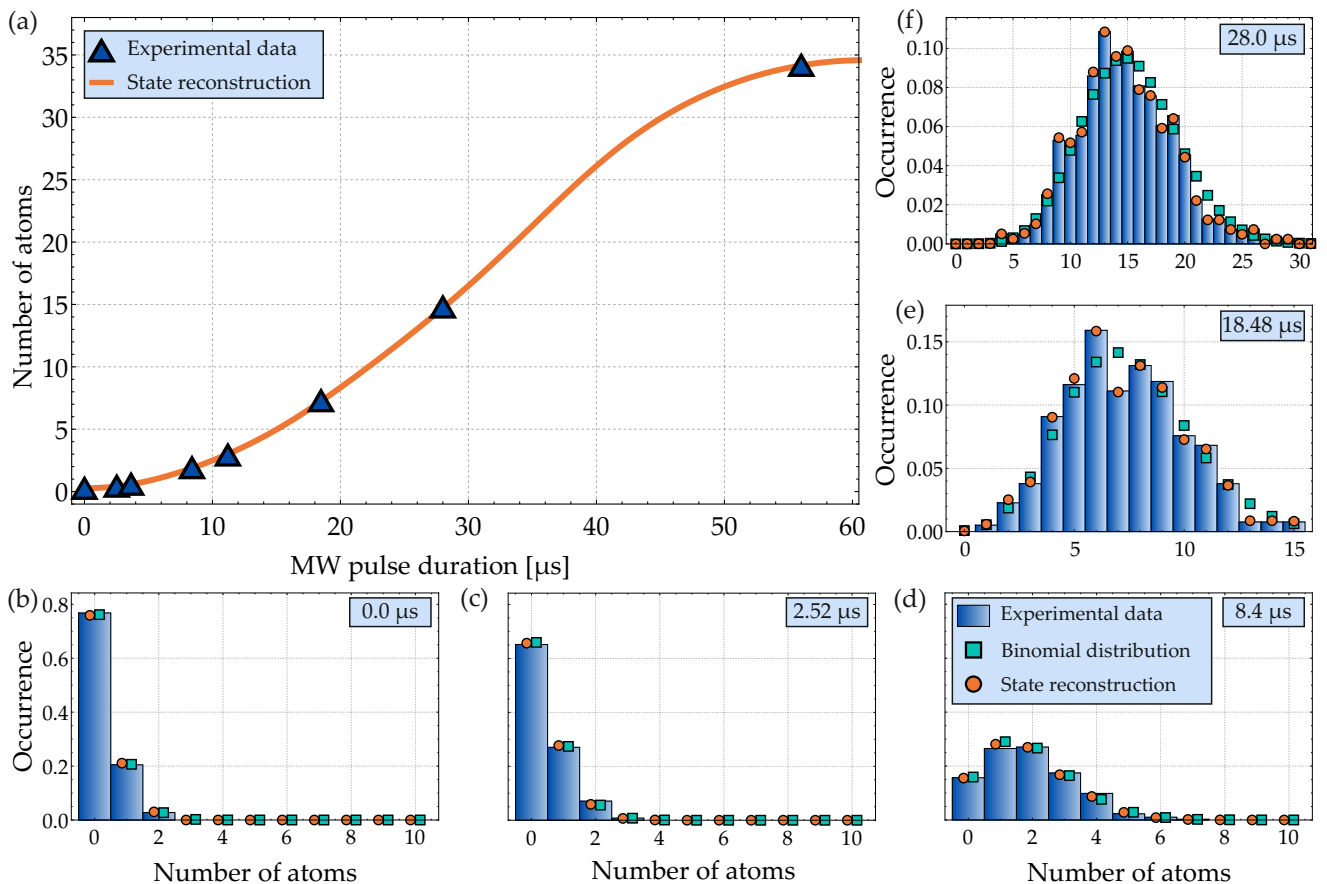 (a)
Experimental data
State reconstruction
Number of atoms
35
30
25
20
15
10
5
0
0 10 20 30 40 50 60
MW pulse duration [μs]
(f)
28.0 μs
Occurrence
0.10
0.08
0.06
0.04
0.02
0.00
0 5 10 15 20 25 30
(e)
18.48 μs
Occurrence
0.15
0.10
0.05
0.00
0 5 10 15
(b)
0.0 μs
Occurrence
0.8
0.6
0.4
0.2
0.0
0 2 4 6 8 10
Number of atoms
(c)
2.52 μs
0 2 4 6 8 10
Number of atoms
(d)
8.4 μs
Experimental data
Binomial distribution
State reconstruction
0 2 4 6 8 10
Number of atoms